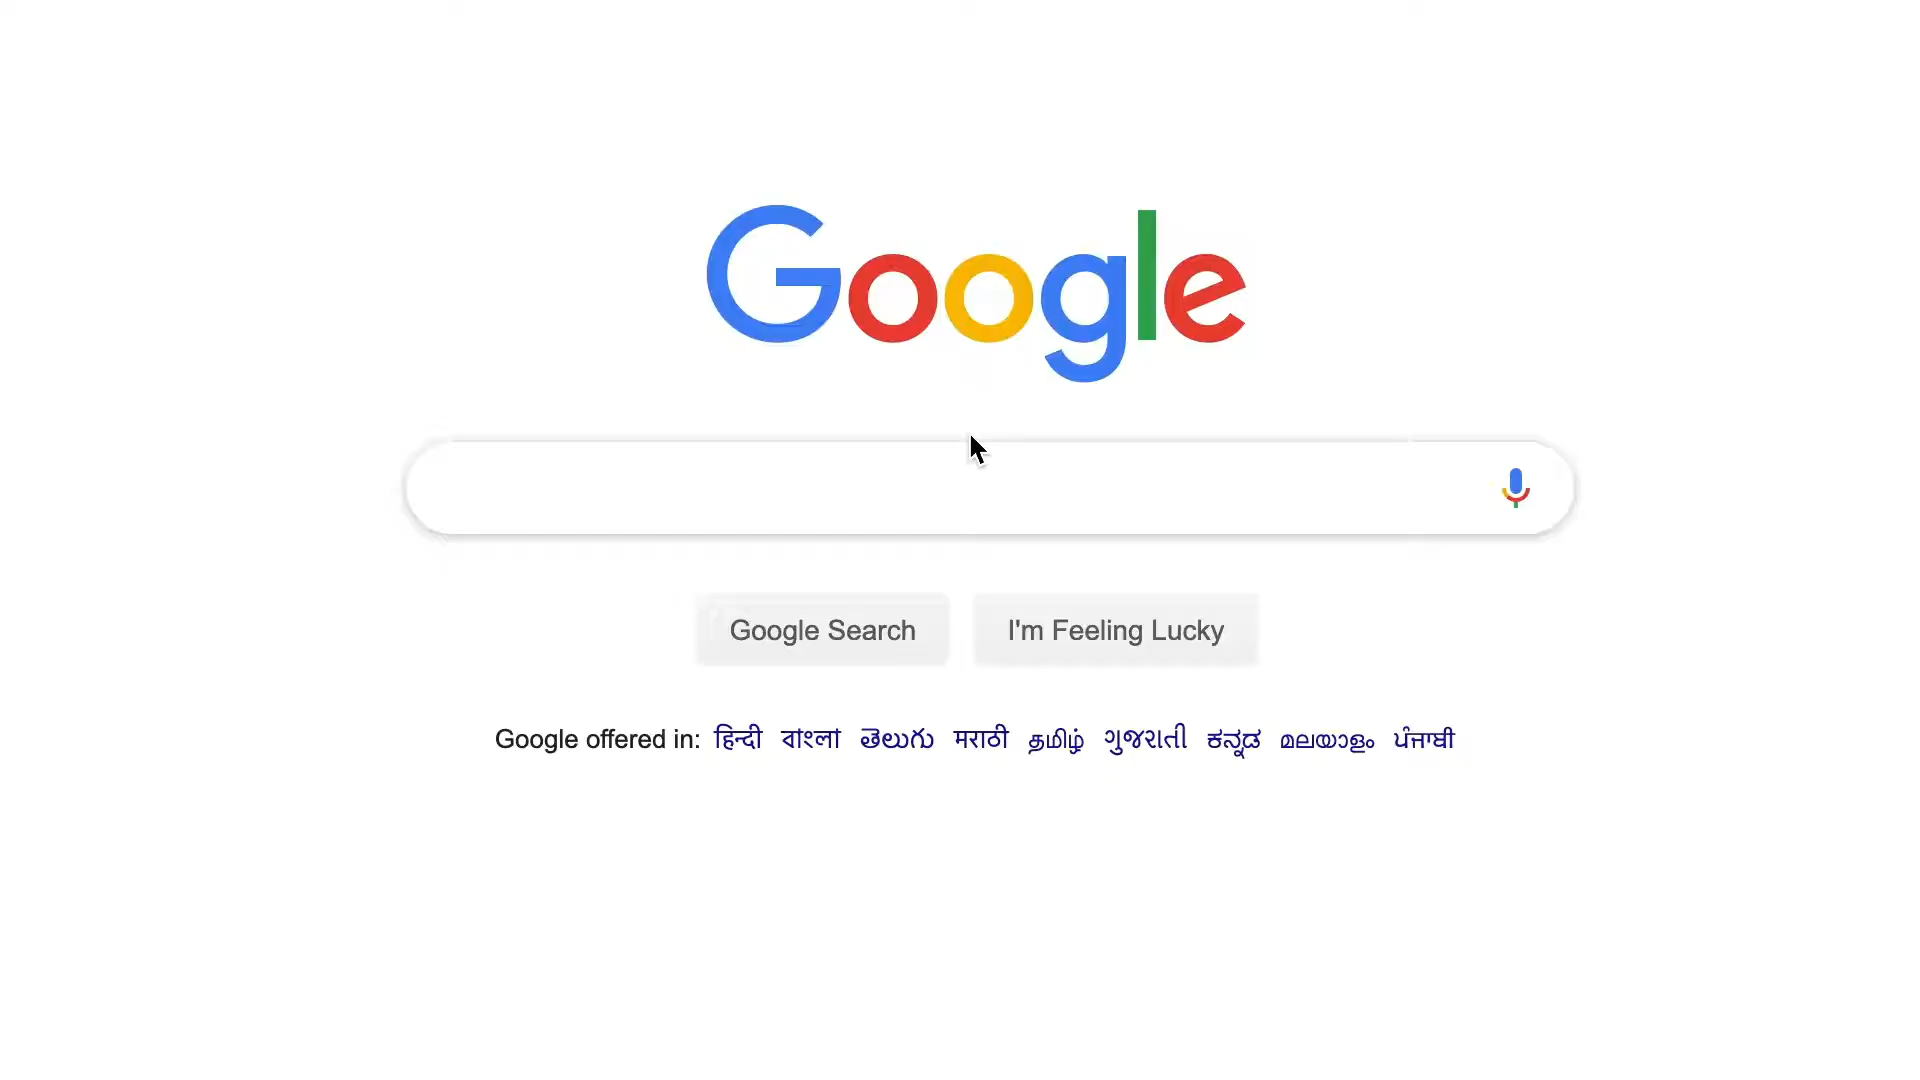 Google
Google Search I'm Feeling Lucky
Google offered in: हिन्दी বাংলা తెలుగు मराठी தமிழ் ગુજરાતી ಕನ್ನಡ മലയാളം ਪੰਜਾਬੀ